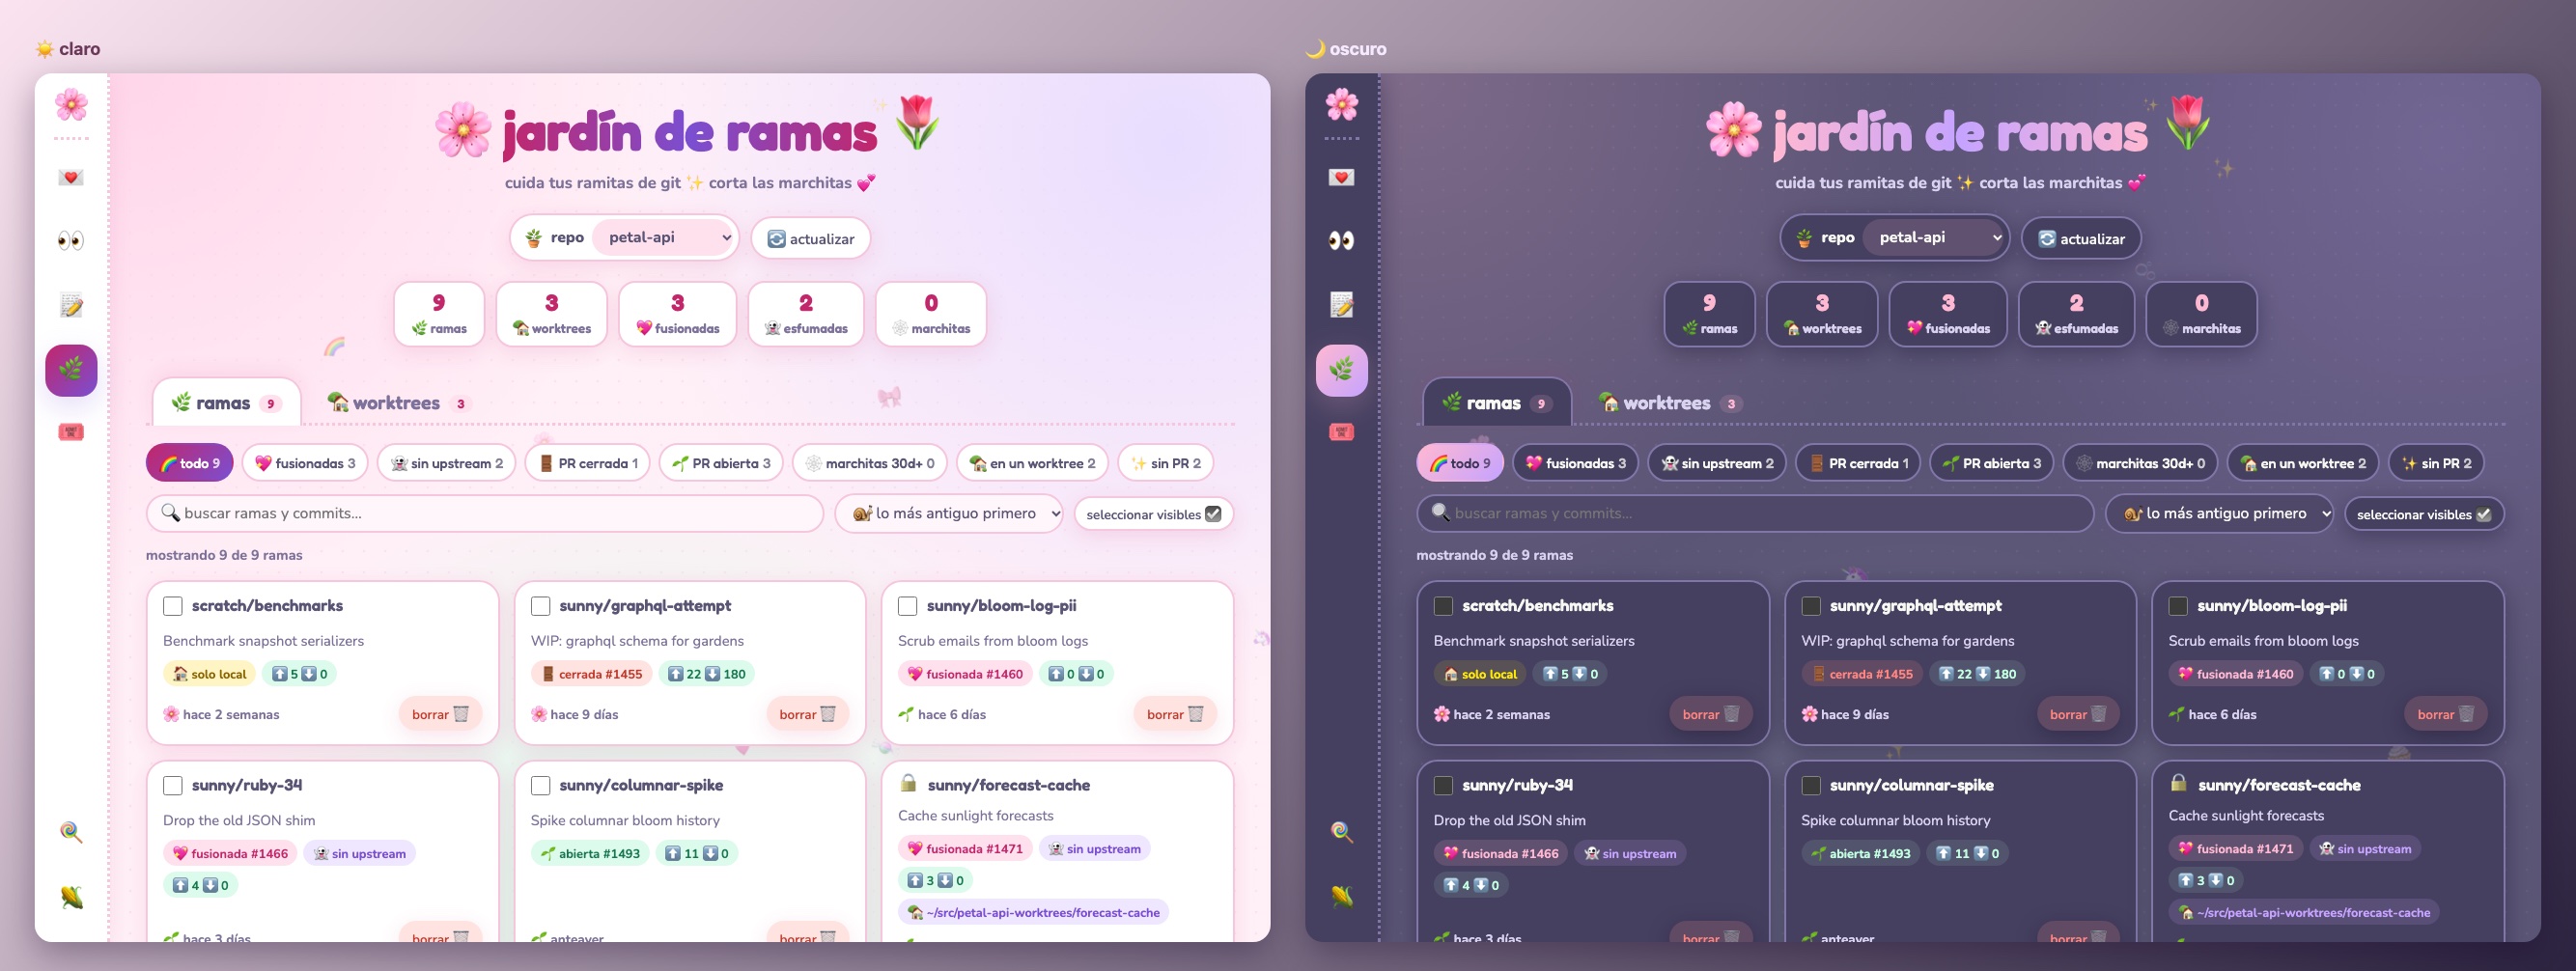 claro
jardín de ramas
cuida tus ramitas de git ✨ corta las marchitas 💕
repo petal-api actualizar
9 3 3 2 0
ramas worktrees fusionadas esfumadas marchitas
ramas 9 worktrees 3
todo 9 fusionadas 3 sin upstream 2 PR cerrada 1 PR abierta 3 marchitas 30d+ 0 en un worktree 2 sin PR 2
buscar ramas y commits... lo más antiguo primero seleccionar visibles
mostrando 9 de 9 ramas
scratch/benchmarks sunny/graphql-attempt sunny/bloom-log-pii
Benchmark snapshot serializers WIP: graphql schema for gardens Scrub emails from bloom logs
solo local ⬆️ 5 ⬇️ 0 cerrada #1455 ⬆️ 22 ⬇️ 180 fusionada #1460 ⬆️ 0 ⬇️ 0
hace 2 semanas borrar hace 9 días borrar hace 6 días borrar
sunny/ruby-34 sunny/columnar-spike sunny/forecast-cache
Drop the old JSON shim Spike columnar bloom history Cache sunlight forecasts
fusionada #1466 sin upstream abierta #1493 ⬆️ 11 ⬇️ 0 fusionada #1471 sin upstream
⬆️ 4 ⬇️ 0 ⬆️ 3 ⬇️ 0
~/src/petal-api-worktrees/forecast-cache
hace 3 días borrar anteayer borrar
oscuro
jardín de ramas
cuida tus ramitas de git ✨ corta las marchitas 💕
repo petal-api actualizar
9 3 3 2 0
ramas worktrees fusionadas esfumadas marchitas
ramas 9 worktrees 3
todo 9 fusionadas 3 sin upstream 2 PR cerrada 1 PR abierta 3 marchitas 30d+ 0 en un worktree 2 sin PR 2
buscar ramas y commits... lo más antiguo primero seleccionar visibles
mostrando 9 de 9 ramas
scratch/benchmarks sunny/graphql-attempt sunny/bloom-log-pii
Benchmark snapshot serializers WIP: graphql schema for gardens Scrub emails from bloom logs
solo local ⬆️ 5 ⬇️ 0 cerrada #1455 ⬆️ 22 ⬇️ 180 fusionada #1460 ⬆️ 0 ⬇️ 0
hace 2 semanas borrar hace 9 días borrar hace 6 días borrar
sunny/ruby-34 sunny/columnar-spike sunny/forecast-cache
Drop the old JSON shim Spike columnar bloom history Cache sunlight forecasts
fusionada #1466 sin upstream abierta #1493 ⬆️ 11 ⬇️ 0 fusionada #1471 sin upstream
⬆️ 4 ⬇️ 0 ⬆️ 3 ⬇️ 0
~/src/petal-api-worktrees/forecast-cache
hace 3 días borrar anteayer borrar